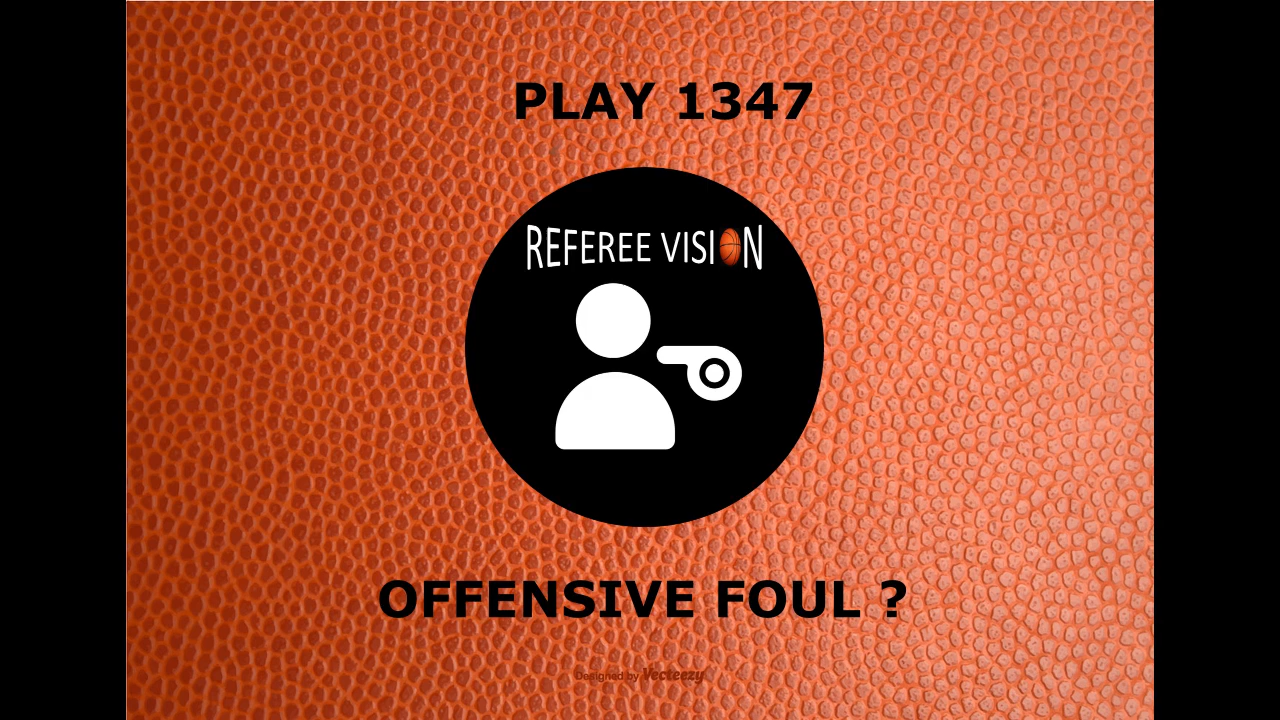 PLAY 1347
REFEREE VISION
OFFENSIVE FOUL ?
Designed by Vecteezy